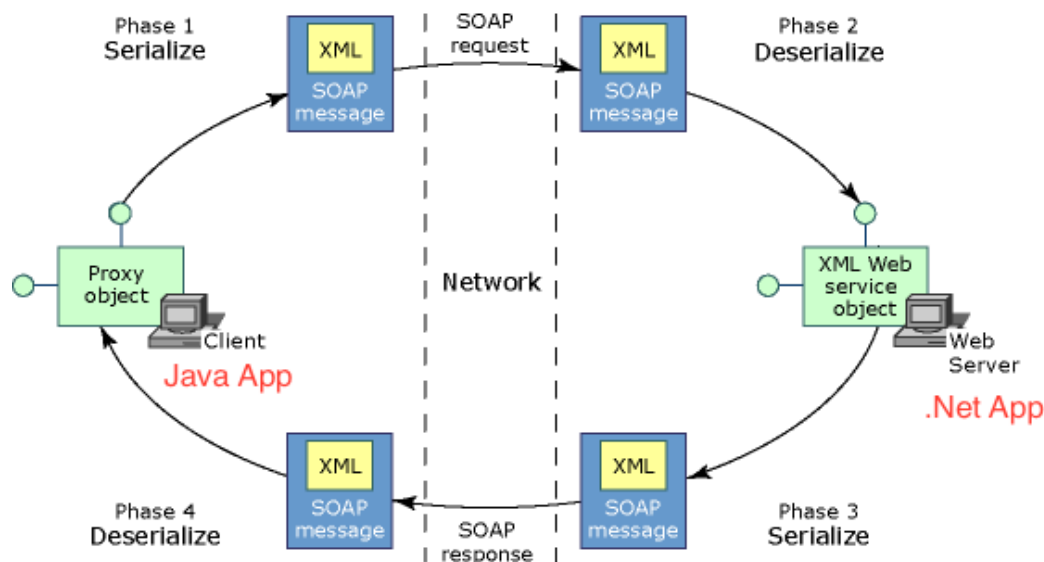 Phase 1
Serialize
XML
SOAP
message
SOAP
request
XML
SOAP
message
Phase 2
Deserialize
Proxy
object
Client
Java App
Network
XML Web
service
object
Web
Server
.Net App
Phase 4
Deserialize
XML
SOAP
message
SOAP
response
XML
SOAP
message
Phase 3
Serialize